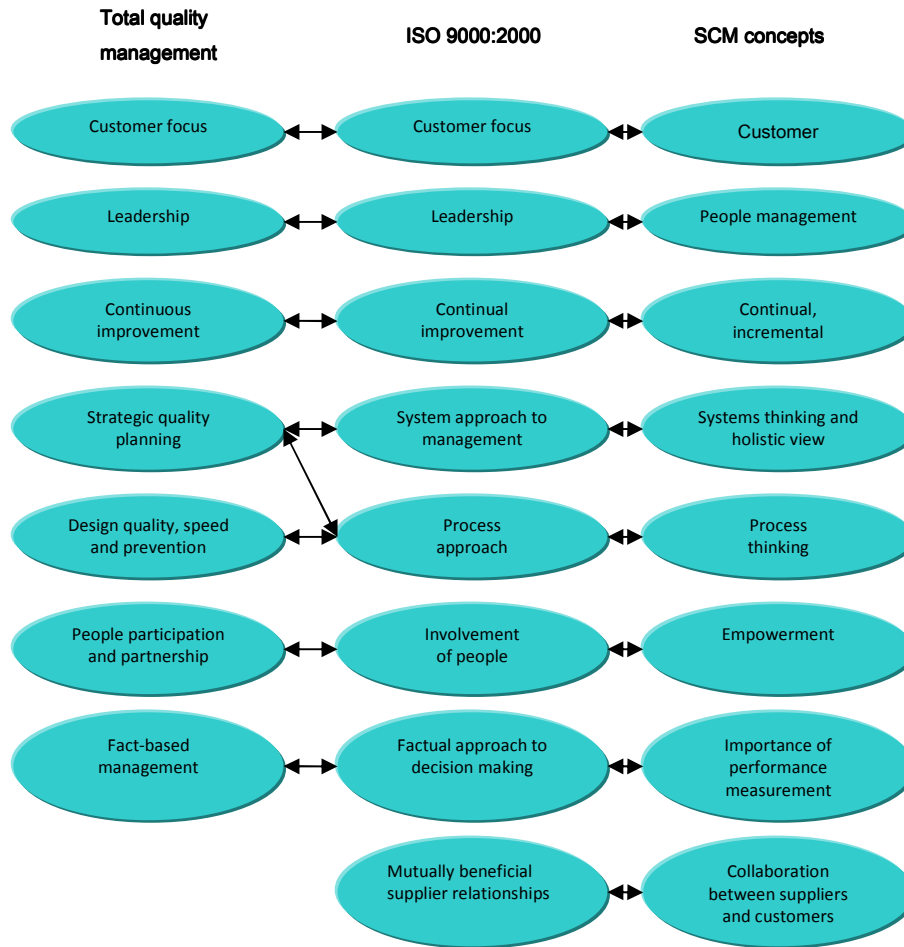 Total quality
management
ISO 9000:2000
SCM concepts
Customer focus
Customer focus
Customer
Leadership
Leadership
People management
Continuous
improvement
Continual
improvement
Continual,
incremental
Strategic quality
planning
System approach to
management
Systems thinking and
holistic view
Design quality, speed
and prevention
Process
approach
Process
thinking
People participation
and partnership
Involvement
of people
Empowerment
Fact-based
management
Factual approach to
decision making
Importance of
performance
measurement
Mutually beneficial
supplier relationships
Collaboration
between suppliers
and customers